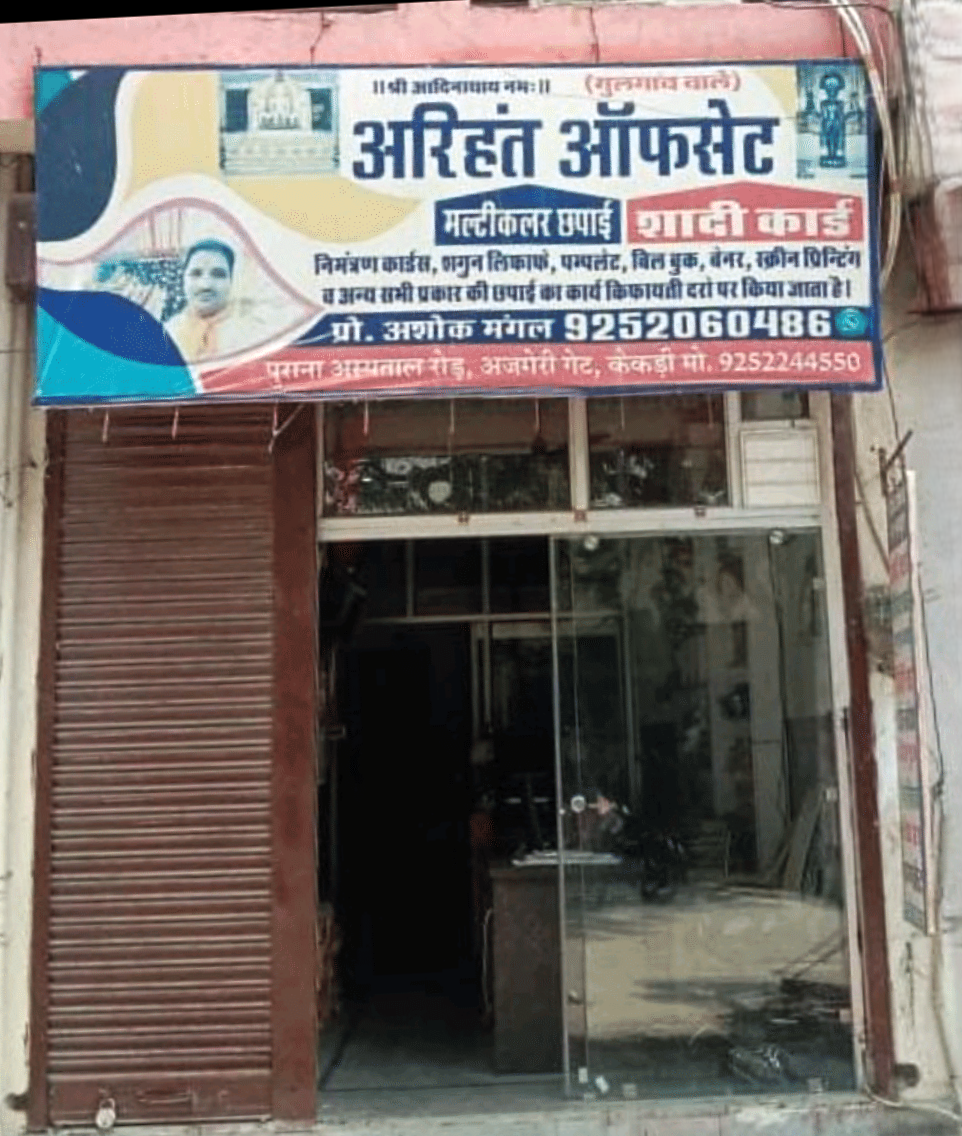 ॥श्री आदिनाथाय नमः॥ (गुलगांव वाले)
अरिहंत ऑफसेट
मल्टीकलर छपाई शादी कार्ड
निमंत्रण कार्डस, शगुन लिफाफे, पम्पलेट, बिल बुक, बेनर, स्क्रीन प्रिन्टिंग
व अन्य सभी प्रकार की छपाई का कार्य किफायती दरो पर किया जाता है।
प्रो. अशोक मंगल 9252060486
पुराना अस्पताल रोड़, अजमेरी गेट, केकड़ी मो. 9252244550